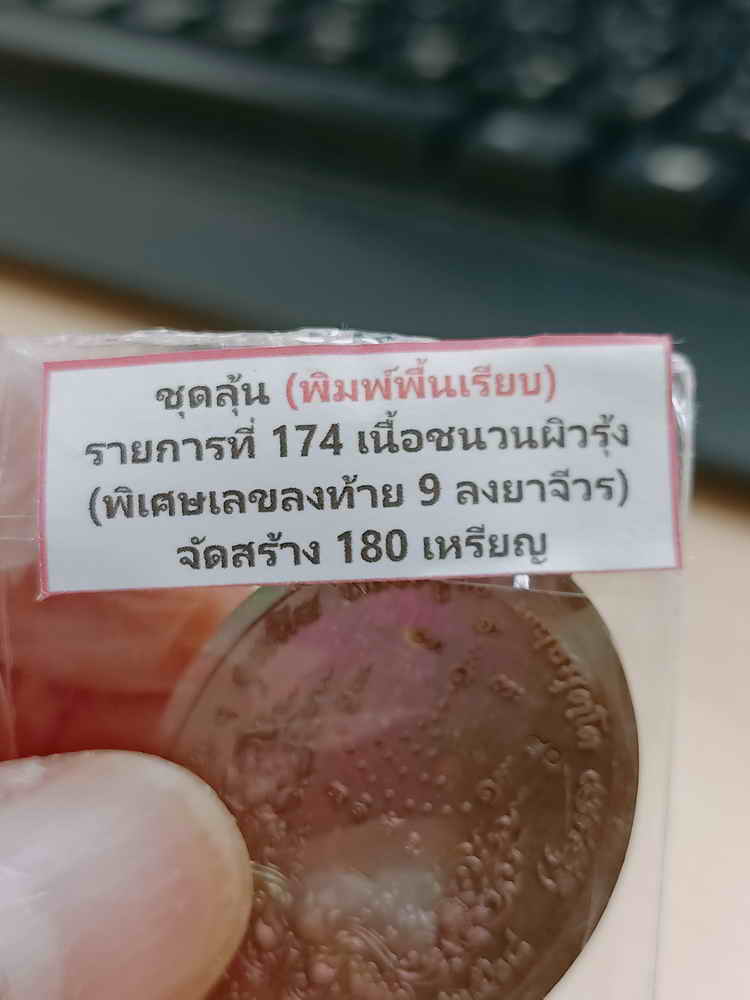 ชุดลุ้น (พิมพ์พื้นเรียบ)
รายการที่ 174 เนื้อชนวนผิวรุ้ง
(พิเศษเลขลงท้าย 9 ลงยาจีวร)
จัดสร้าง 180 เหรียญ